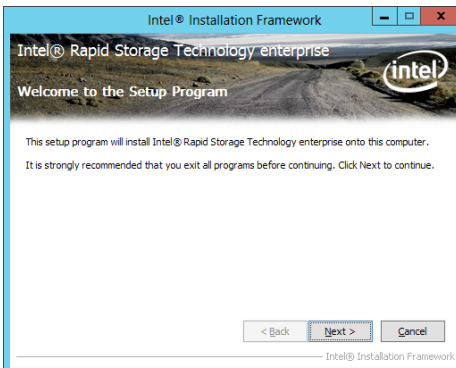 Intel® Installation Framework
Intel® Rapid Storage Technology enterprise
(intel)
Welcome to the Setup Program
This setup program will install Intel® Rapid Storage Technology enterprise onto this computer.
It is strongly recommended that you exit all programs before continuing. Click Next to continue.
< Back
Next >
Cancel
Intel® Installation Framework